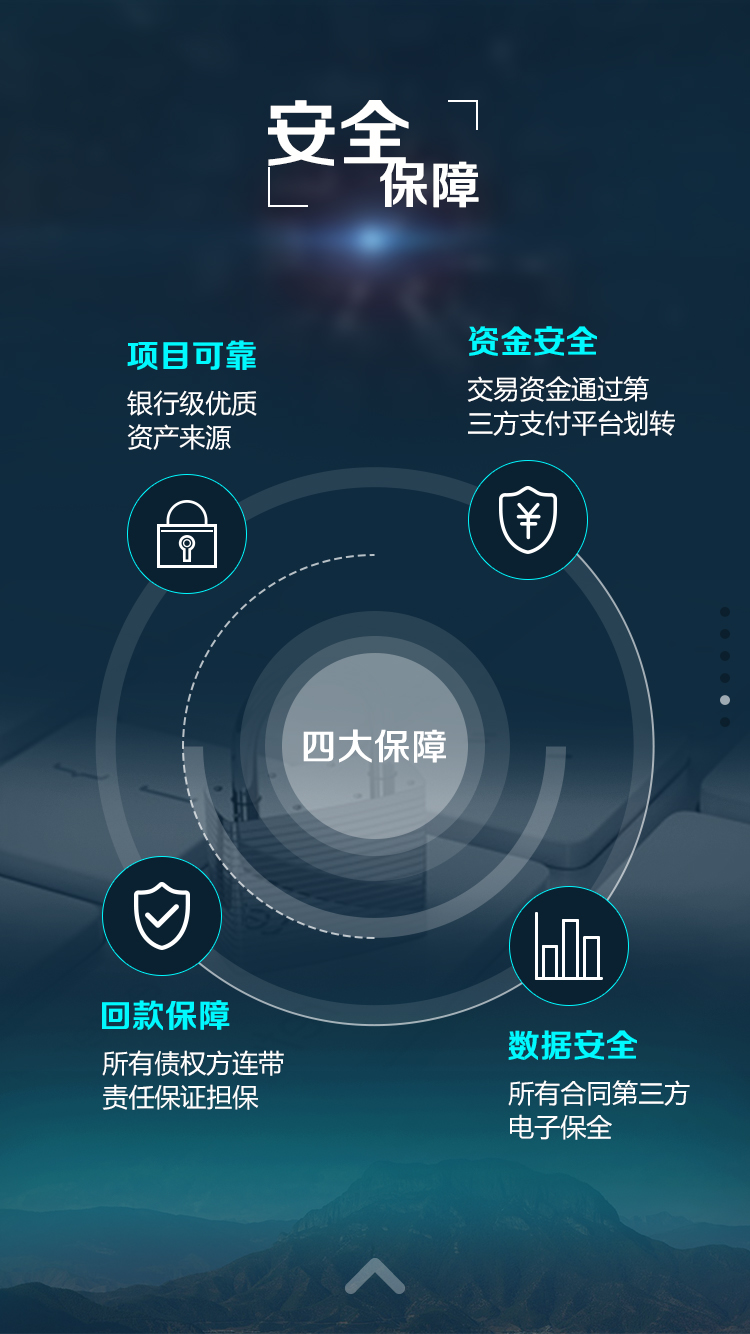 安全
保障
项目可靠
银行级优质
资产来源
资金安全
交易资金通过第
三方支付平台划转
¥
四大保障
回款保障
所有债权方连带
责任保证担保
数据安全
所有合同第三方
电子保全